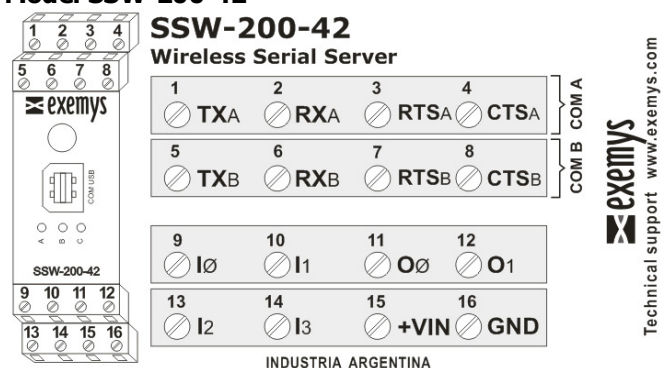 Model SSW-200-42
1 2 3 4
5 6 7 8
exemys
COM USB
A B C
SSW-200-42
9 10 11 12
13 14 15 16
SSW-200-42
Wireless Serial Server
1 2 3 4
TXA RXA RTSA CTSA
COM A
5 6 7 8
TXB RXB RTSB CTSB
COM B
9 10 11 12
IØ I1 OØ O1
13 14 15 16
I2 I3 +VIN GND
INDUSTRIA ARGENTINA
exemys
Technical support www.exemys.com